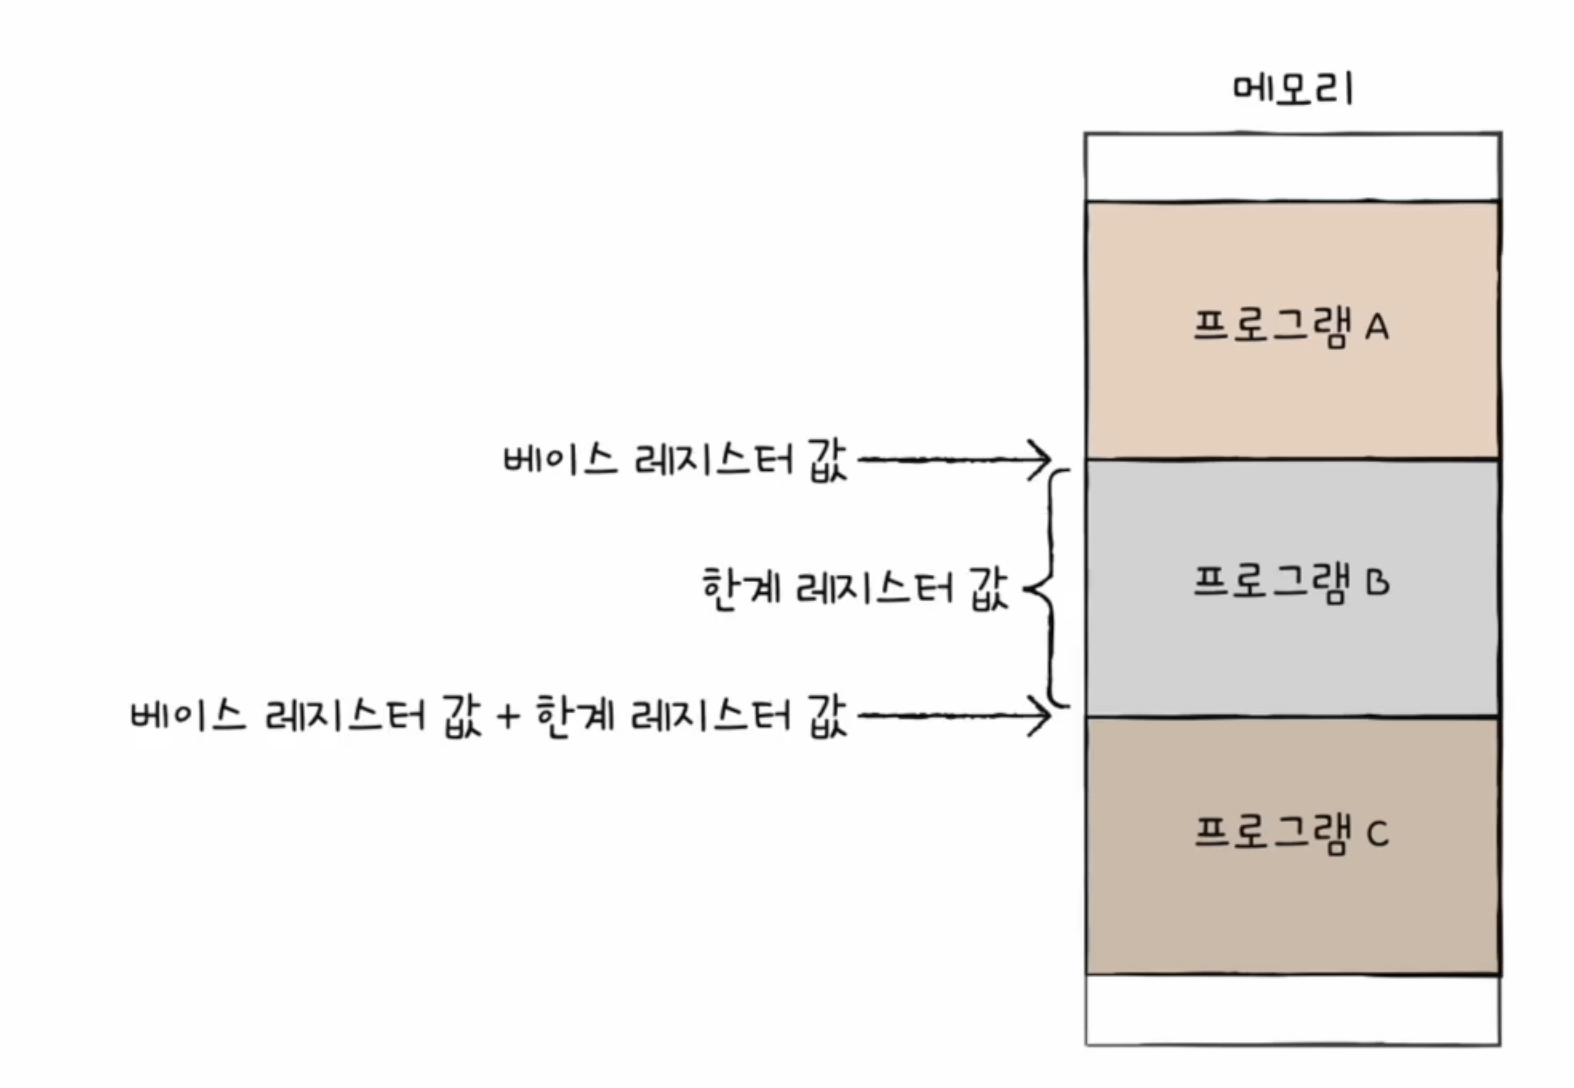 메모리
프로그램 A
베이스 레지스터 값
한계 레지스터 값
프로그램 B
베이스 레지스터 값 + 한계 레지스터 값
프로그램 C